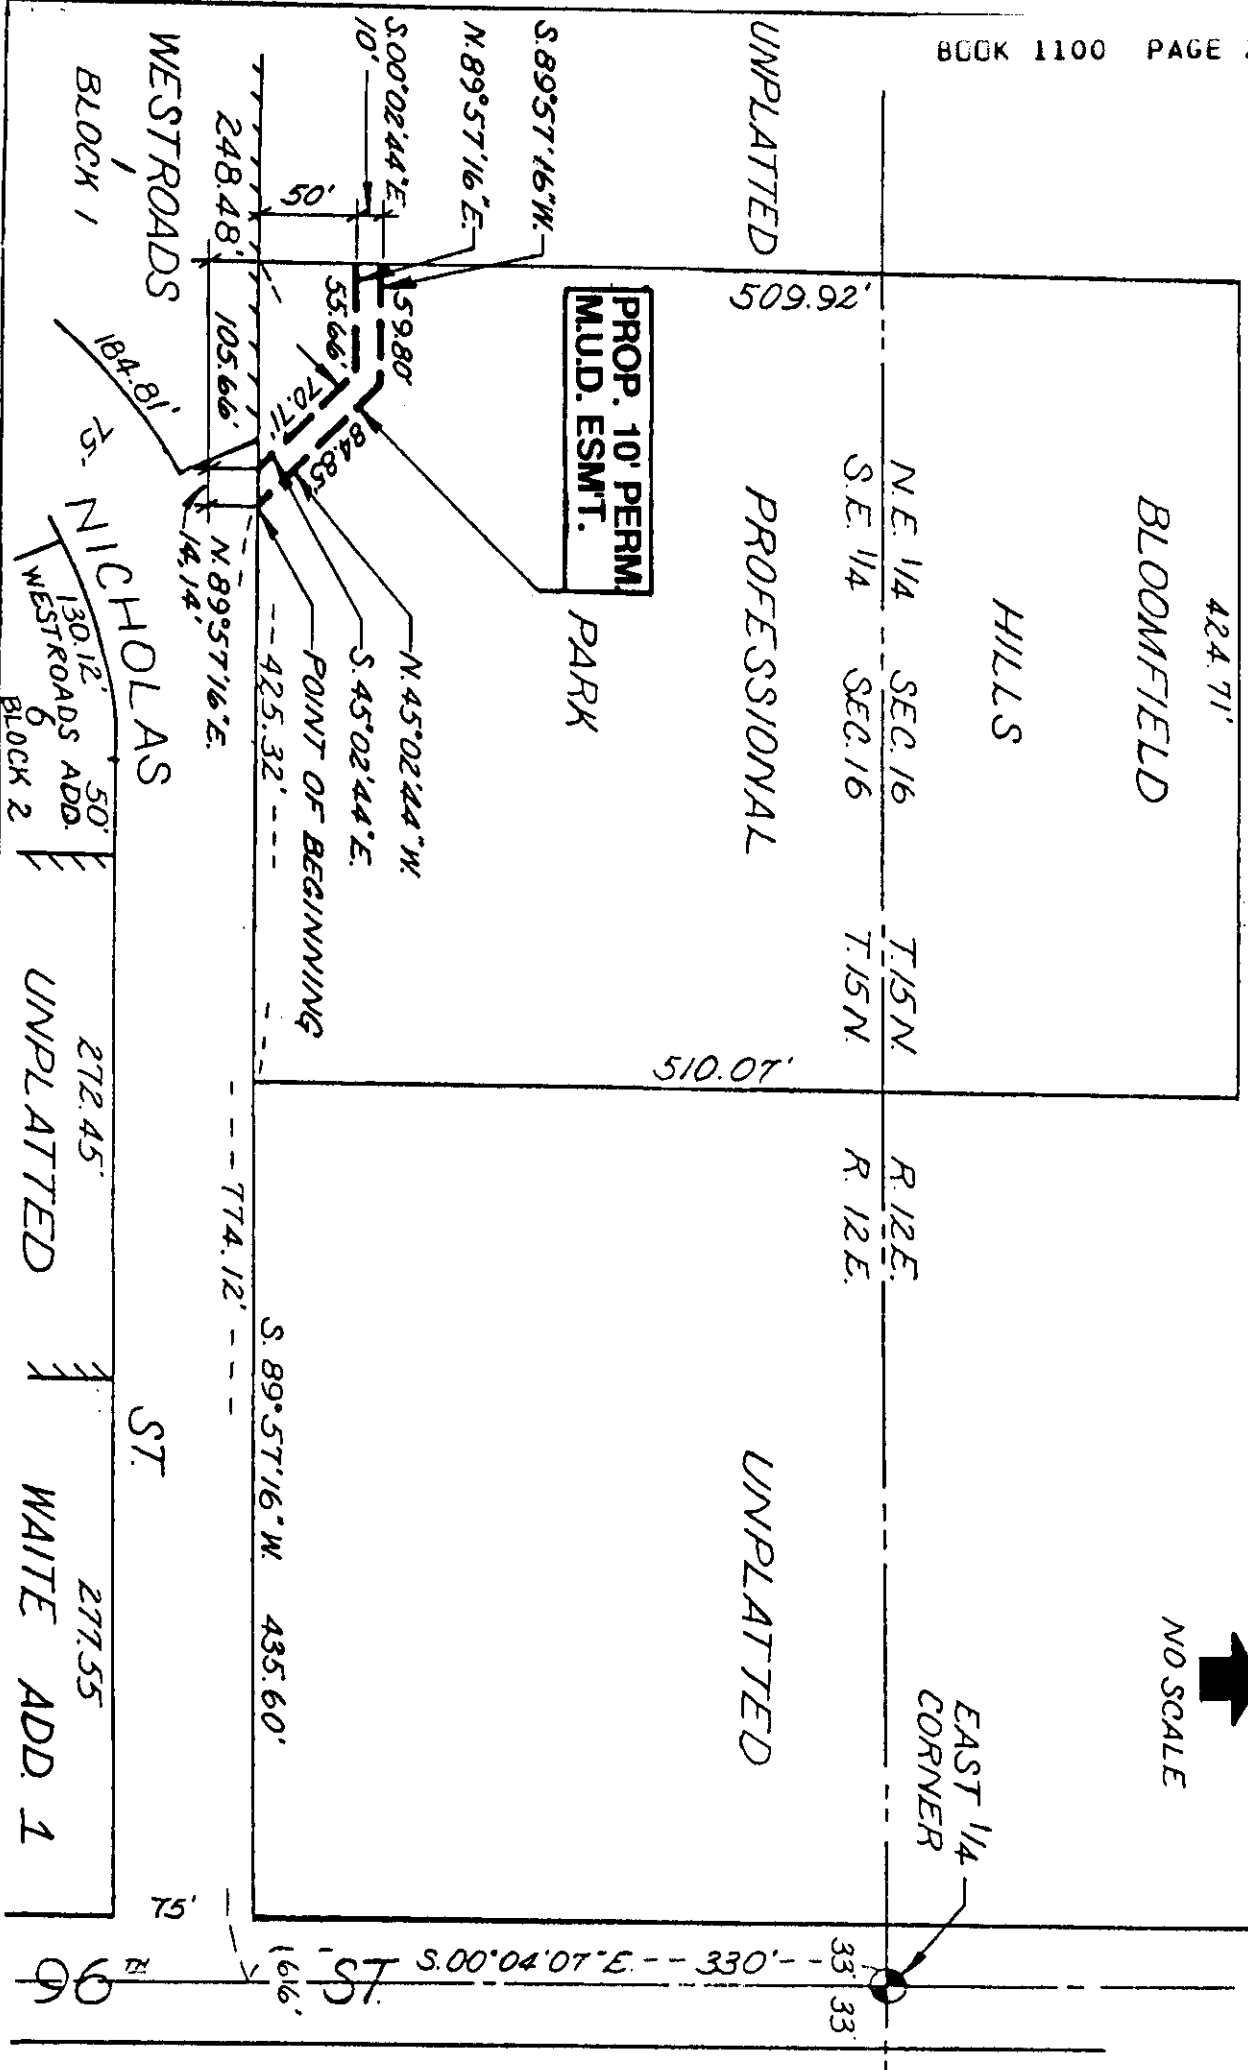 BOOK 1100 PAGE
NO SCALE
424.71'
BLOOMFIELD
HILLS
PROFESSIONAL
PARK
UNPLATTED
509.92'
510.07'
N.E. 1/4 SEC. 16 T.15N. R.12E.
S.E. 1/4 SEC. 16 T.15N. R.12E.
EAST 1/4
CORNER
UNPLATTED
33' 33'
S.00°04'07"E. -- 330' --
PROP. 10' PERM.
M.U.D. ESM'T.
S.89°57'16"W.
N.89°57'16"E.
S.00°02'44"E.
10'
50'
59.80'
55.66'
70.71'
84.85'
N.45°02'44"W.
S.45°02'44"E.
POINT OF BEGINNING
-- 425.32' ---
S.89°57'16"W. 435.60'
--- 774.12' ---
248.48'
105.66'
N.89°57'16"E.
14.14'
WESTROADS
BLOCK 1
184.81'
75'
NICHOLAS ST.
130.12' 50'
WESTROADS ADD.
6
BLOCK 2
272.45'
UNPLATTED
277.55
WAITE ADD. 1
75'
96TH ST.